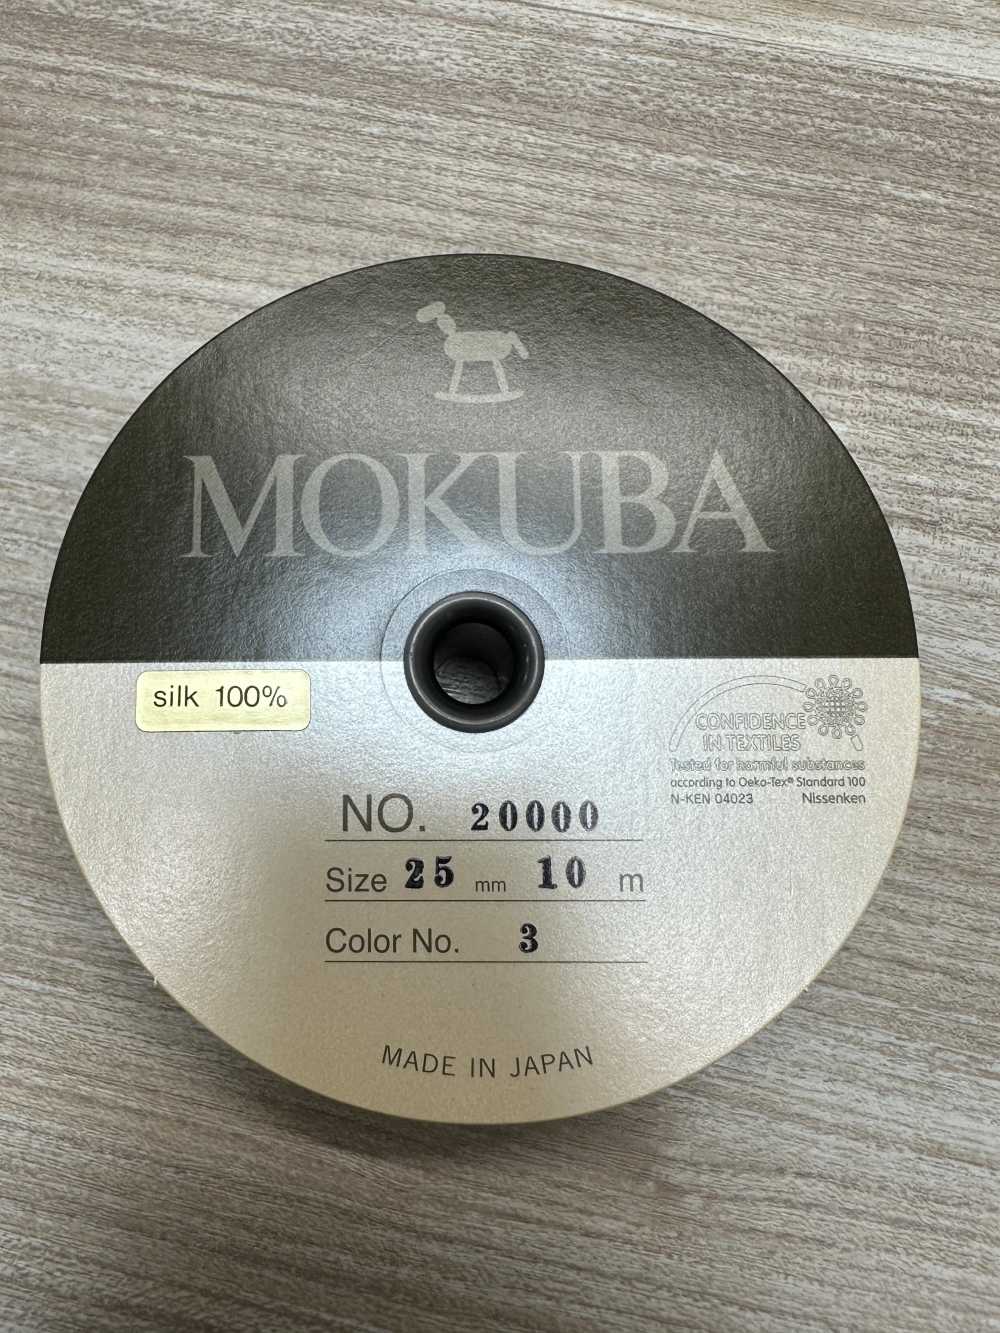 MOKUBA
silk 100%
CONFIDENCE
IN TEXTILES
Tested for harmful substances
according to Oeko-Tex® Standard 100
N-KEN 04023 Nissenken
NO. 20000
Size 25 mm 10 m
Color No. 3
MADE IN JAPAN